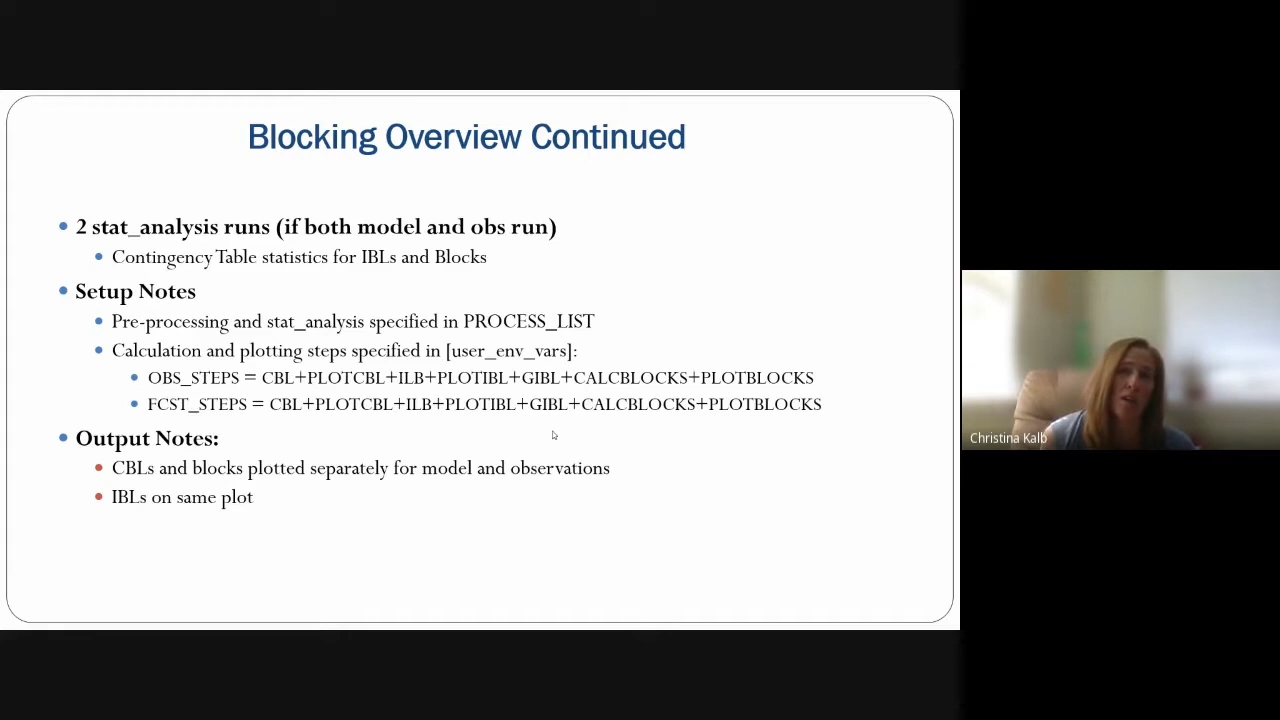 Blocking Overview Continued
• 2 stat_analysis runs (if both model and obs run)
• Contingency Table statistics for IBLs and Blocks
• Setup Notes
• Pre-processing and stat_analysis specified in PROCESS_LIST
• Calculation and plotting steps specified in [user_env_vars]:
• OBS_STEPS = CBL+PLOTCBL+ILB+PLOTIBL+GIBL+CALCBLOCKS+PLOTBLOCKS
• FCST_STEPS = CBL+PLOTCBL+ILB+PLOTIBL+GIBL+CALCBLOCKS+PLOTBLOCKS
• Output Notes:
• CBLs and blocks plotted separately for model and observations
• IBLs on same plot
Christina Kalb